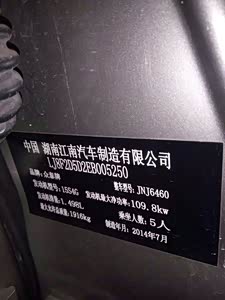 中国 湖南江南汽车制造有限公司
LJ8F2D5D2EB005250
品牌:众泰牌 整车型号:JNJ6460
发动机型号:1S54G 发动机最大净功率:109.8kw
发动机排量:1.498L 乘坐人数:5人
最大允许总质量:1916kg 制造年月:2014年7月